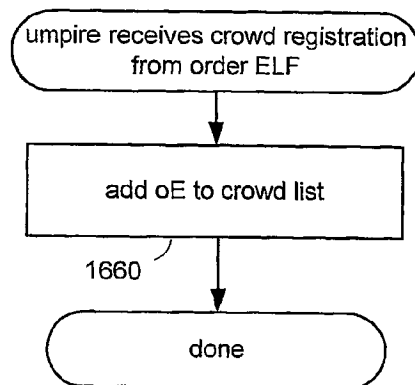 umpire receives crowd registration
from order ELF
add oE to crowd list
1660
done